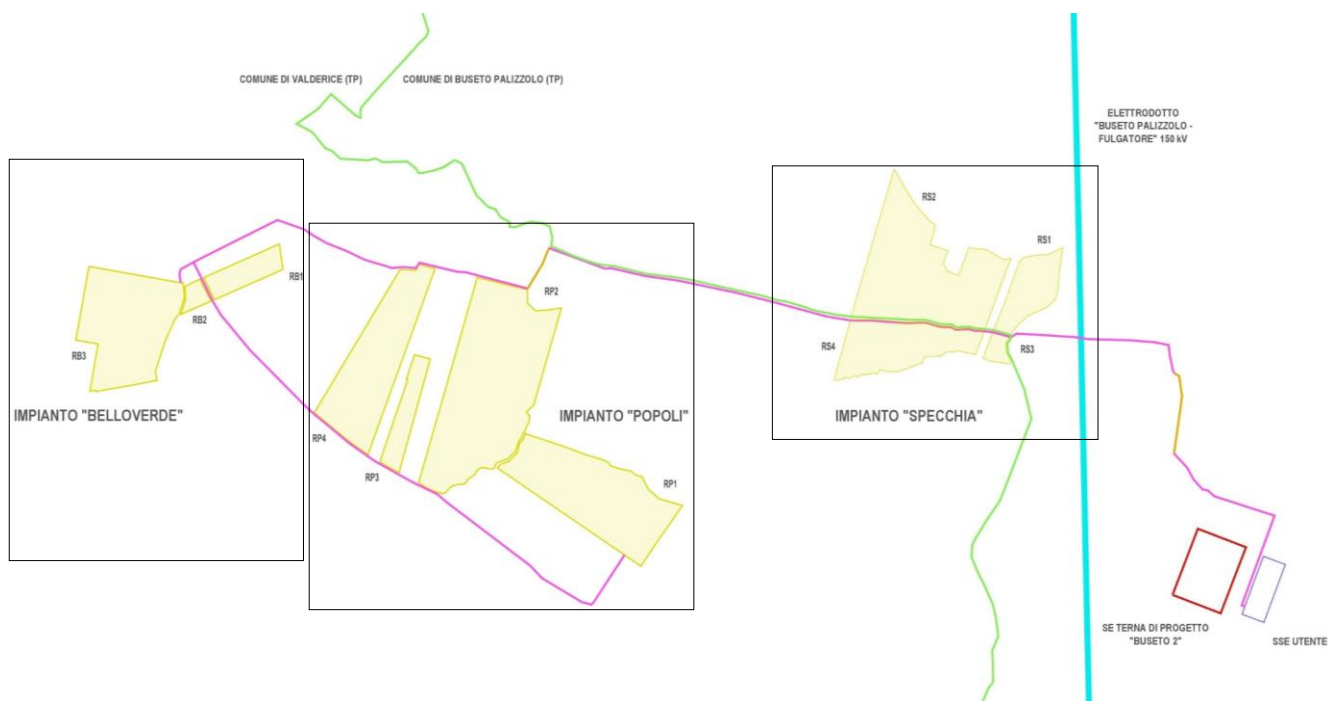 COMUNE DI VALDERICE (TP)
COMUNE DI BUSETO PALIZZOLO (TP)
ELETTRODOTTO
"BUSETO PALIZZOLO -
FULGATORE" 150 kV
RS2
RS1
RB1
RP2
RB2
RS4
RS3
RB3
IMPIANTO "BELLOVERDE"
IMPIANTO "POPOLI"
IMPIANTO "SPECCHIA"
RP4
RP3
RP1
SE TERNA DI PROGETTO
"BUSETO 2"
SSE UTENTE